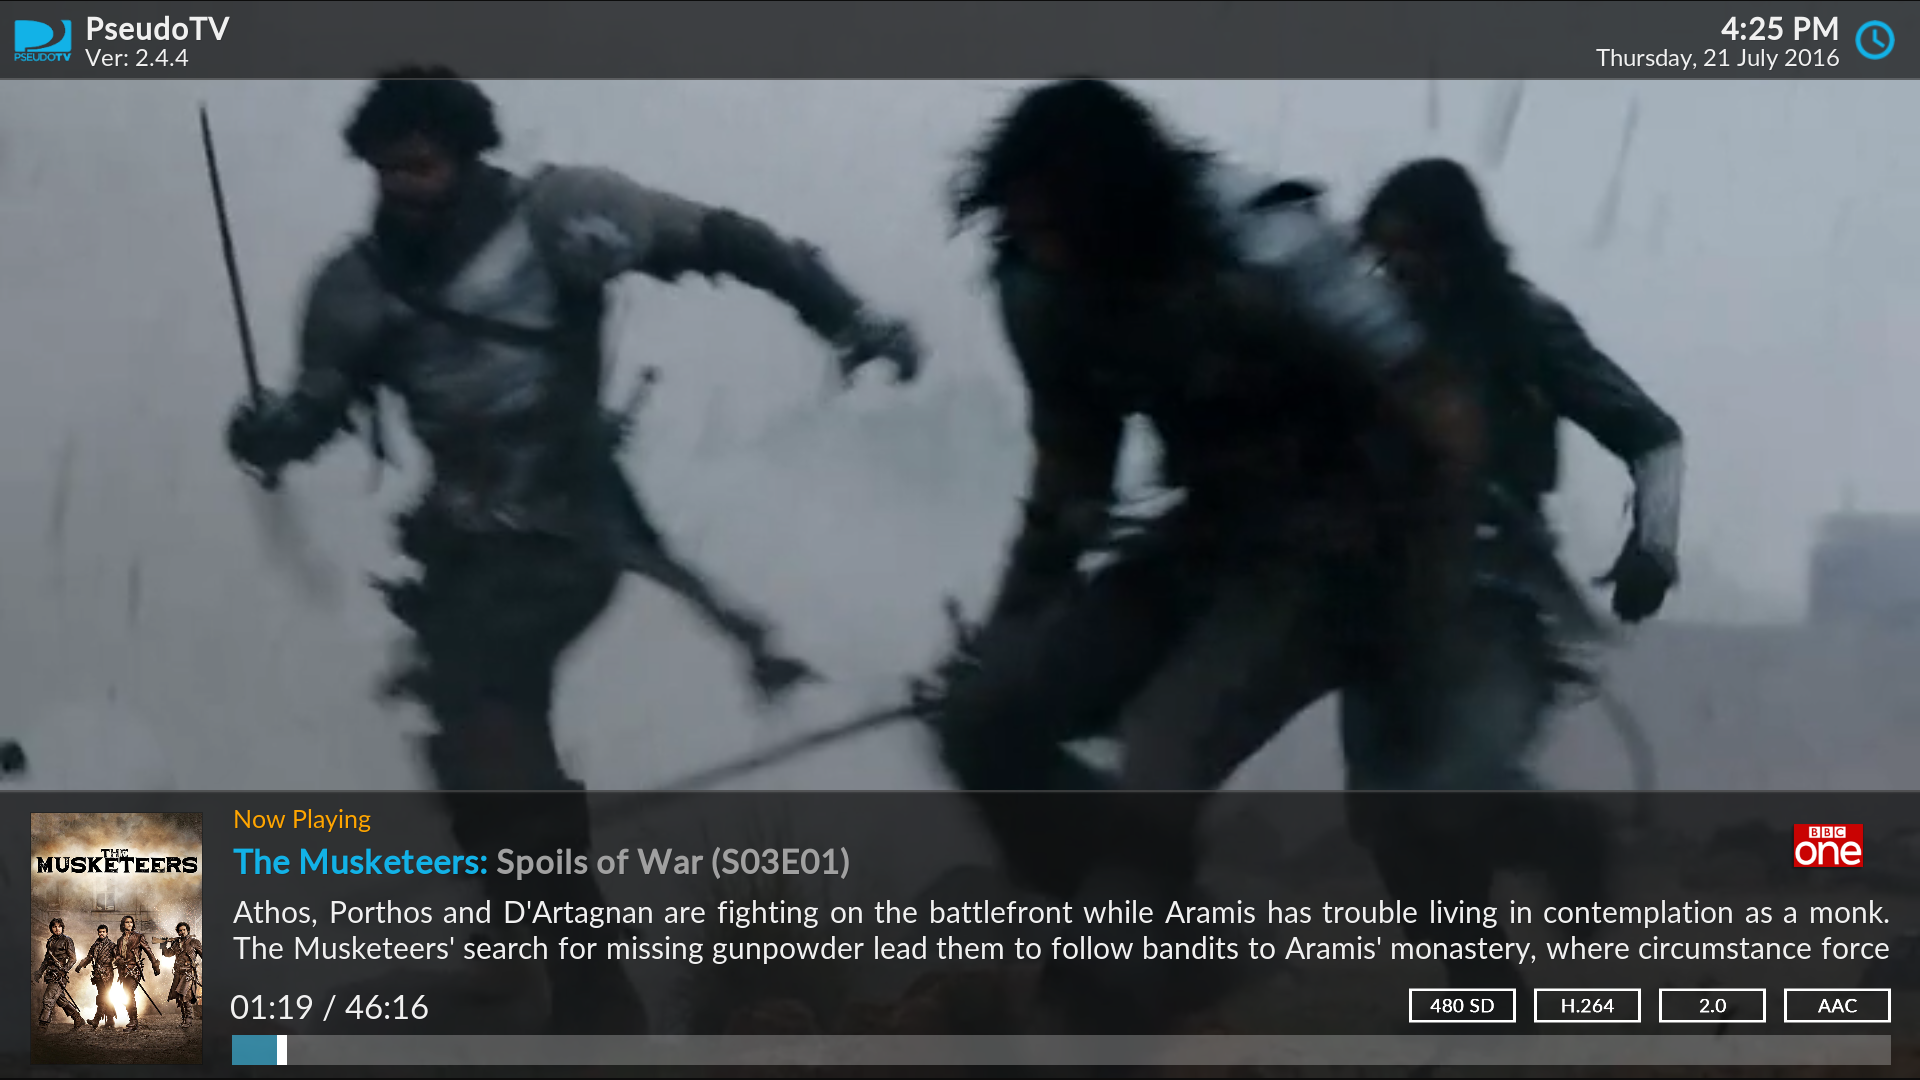 PseudoTV
Ver: 2.4.4
PSEUDOTV
4:25 PM
Thursday, 21 July 2016
Now Playing
The Musketeers: Spoils of War (S03E01)
BBC
one
THE
MUSKETEERS
Athos, Porthos and D'Artagnan are fighting on the battlefront while Aramis has trouble living in contemplation as a monk.
The Musketeers' search for missing gunpowder lead them to follow bandits to Aramis' monastery, where circumstance force
01:19 / 46:16
480 SD
H.264
2.0
AAC